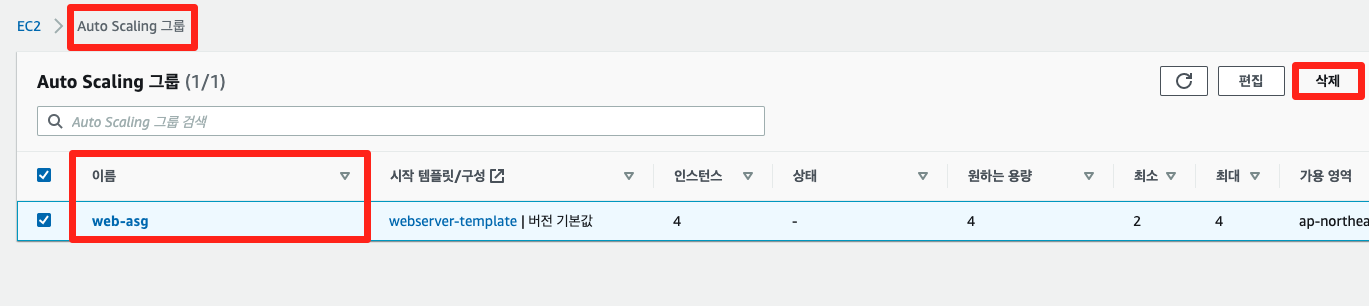 EC2 > Auto Scaling 그룹
Auto Scaling 그룹 (1/1) 편집 삭제
Auto Scaling 그룹 검색
이름 시작 템플릿/구성 인스턴스 상태 원하는 용량 최소 최대 가용 영역
web-asg webserver-template | 버전 기본값 4 - 4 2 4 ap-northea